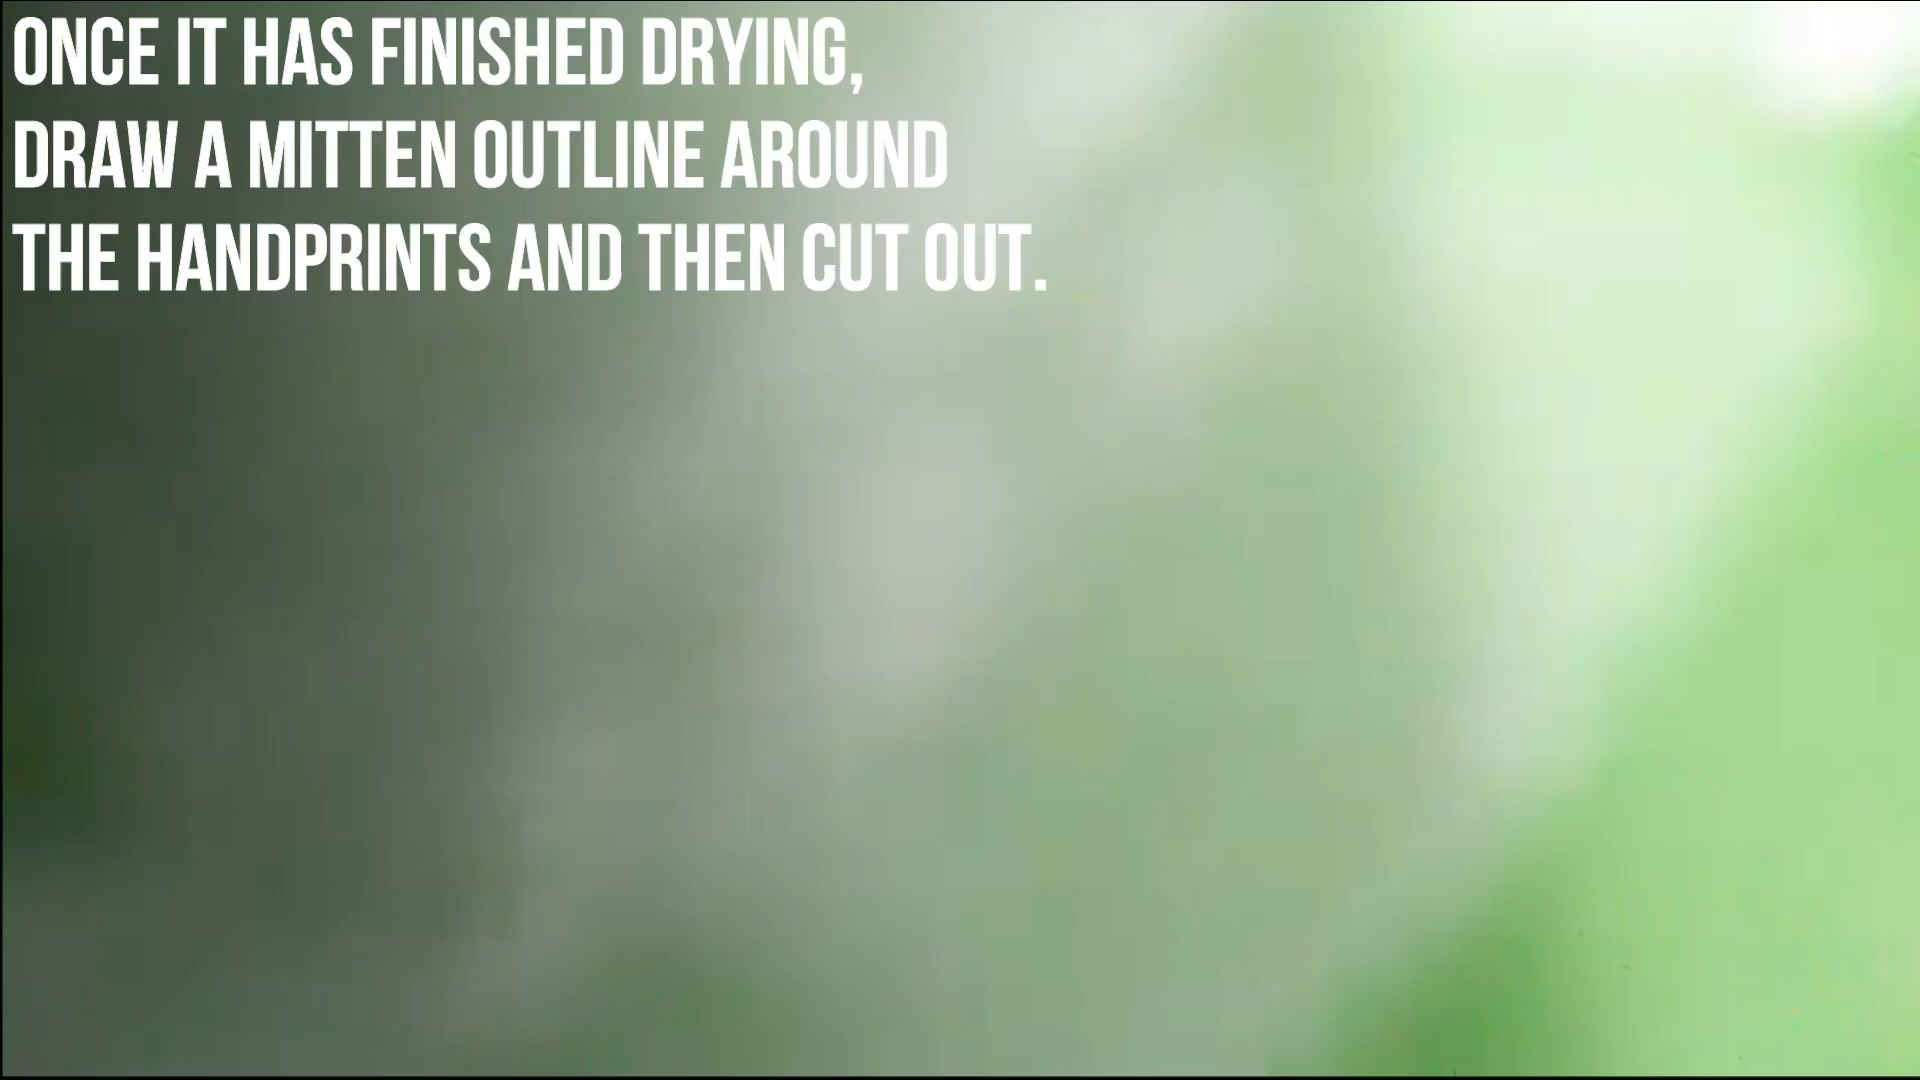 ONCE IT HAS FINISHED DRYING,
DRAW A MITTEN OUTLINE AROUND
THE HANDPRINTS AND THEN CUT OUT.